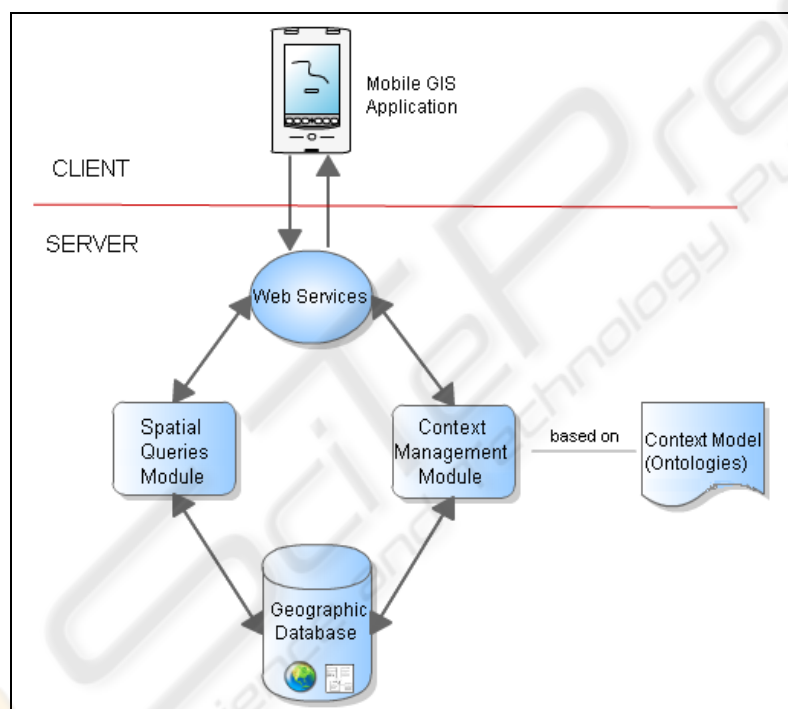 Mobile GIS
Application
CLIENT
SERVER
Web Services
Spatial
Queries
Module
Context
Management
Module
based on
Context Model
(Ontologies)
Geographic
Database